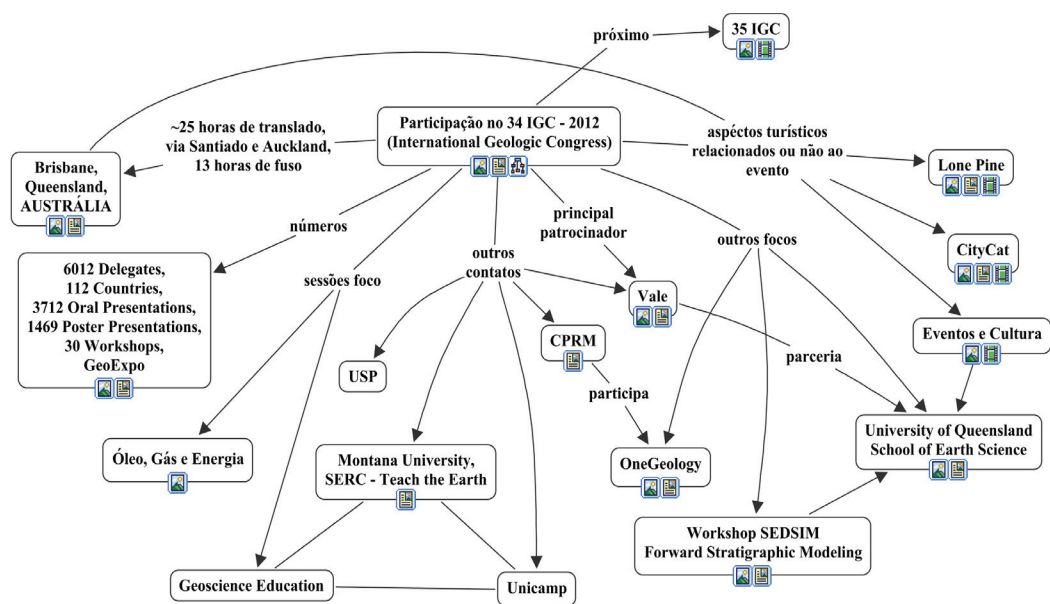 35 IGC
próximo
Participação no 34 IGC - 2012
(International Geologic Congress)
~25 horas de translado,
via Santiado e Auckland,
13 horas de fuso
aspéctos turísticos
relacionados ou não ao
evento
Brisbane,
Queensland,
AUSTRÁLIA
Lone Pine
números
principal
patrocinador
outros focos
CityCat
6012 Delegates,
112 Countries,
3712 Oral Presentations,
1469 Poster Presentations,
30 Workshops,
GeoExpo
sessões foco
outros
contatos
Vale
Eventos e Cultura
CPRM
USP
parceria
participa
Óleo, Gás e Energia
Montana University,
SERC - Teach the Earth
OneGeology
University of Queensland
School of Earth Science
Workshop SEDSIM
Forward Stratigraphic Modeling
Geoscience Education
Unicamp